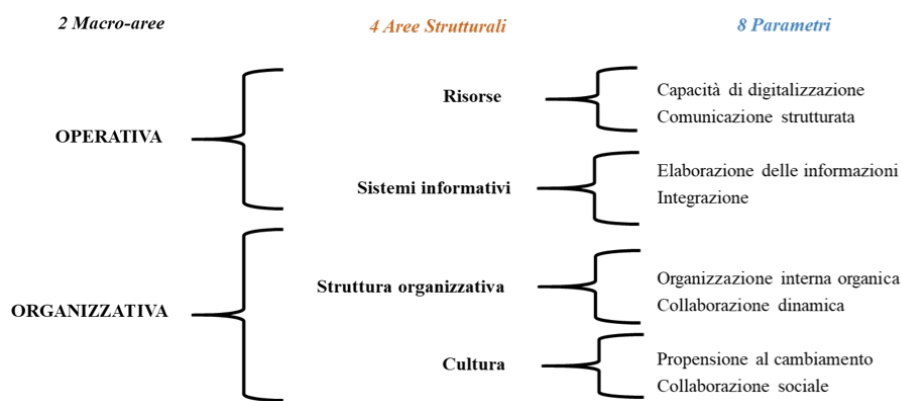 2 Macro-aree
4 Aree Strutturali
8 Parametri
OPERATIVA
Risorse
Capacità di digitalizzazione
Comunicazione strutturata
Sistemi informativi
Elaborazione delle informazioni
Integrazione
ORGANIZZATIVA
Struttura organizzativa
Organizzazione interna organica
Collaborazione dinamica
Cultura
Propensione al cambiamento
Collaborazione sociale